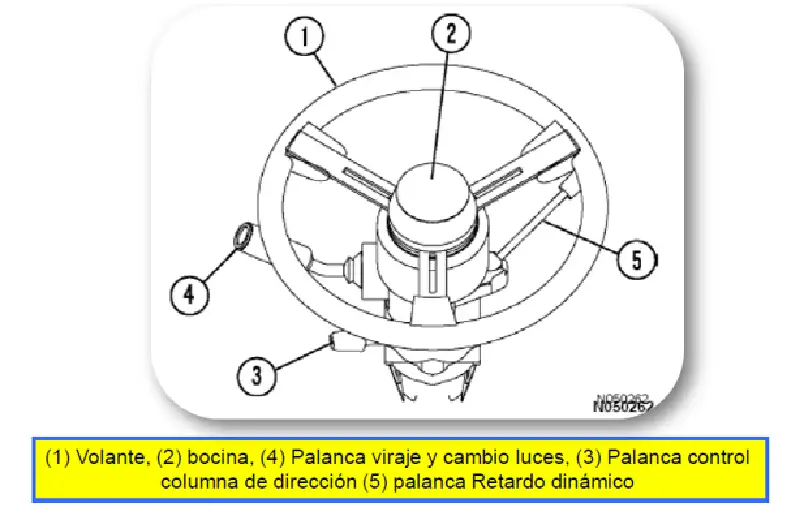 1
2
5
4
3
N050262
(1) Volante, (2) bocina, (4) Palanca viraje y cambio luces, (3) Palanca control
columna de dirección (5) palanca Retardo dinámico